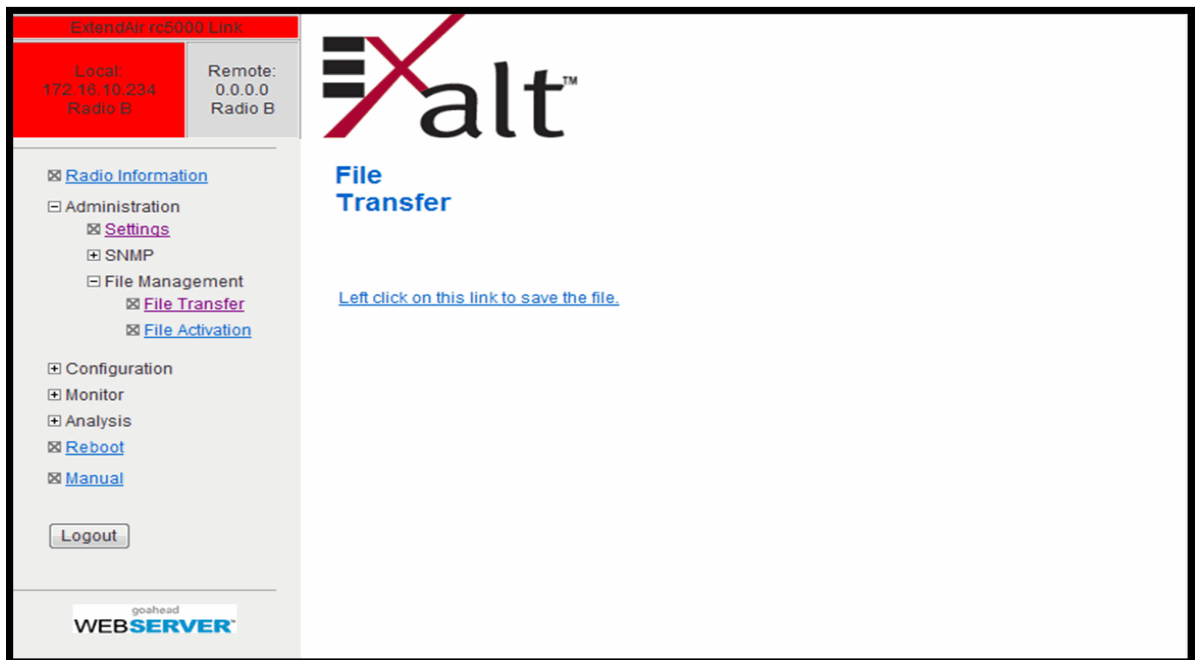 ExtendAir rc5000 Link
Local:
172.16.10.234
Radio B
Remote:
0.0.0.0
Radio B
Radio Information
Administration
Settings
SNMP
File Management
File Transfer
File Activation
Configuration
Monitor
Analysis
Reboot
Manual
Logout
goahead
WEBSERVER™
EXalt™
File
Transfer
Left click on this link to save the file.